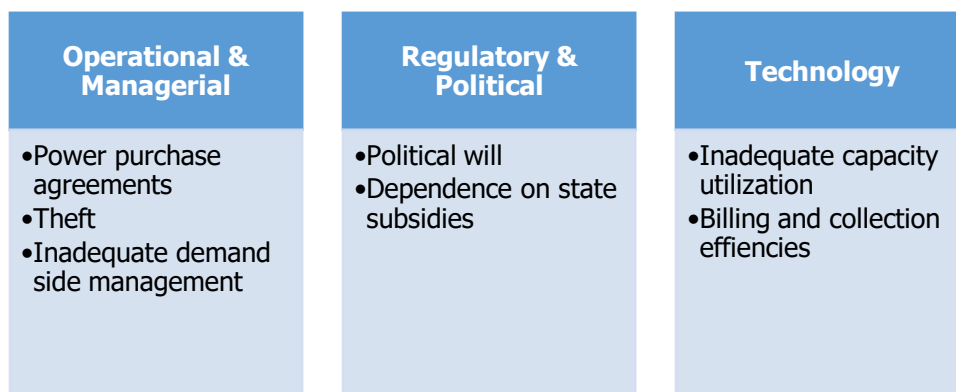 Operational &
Managerial
•Power purchase
agreements
•Theft
•Inadequate demand
side management
Regulatory &
Political
•Political will
•Dependence on state
subsidies
Technology
•Inadequate capacity
utilization
•Billing and collection
effiencies